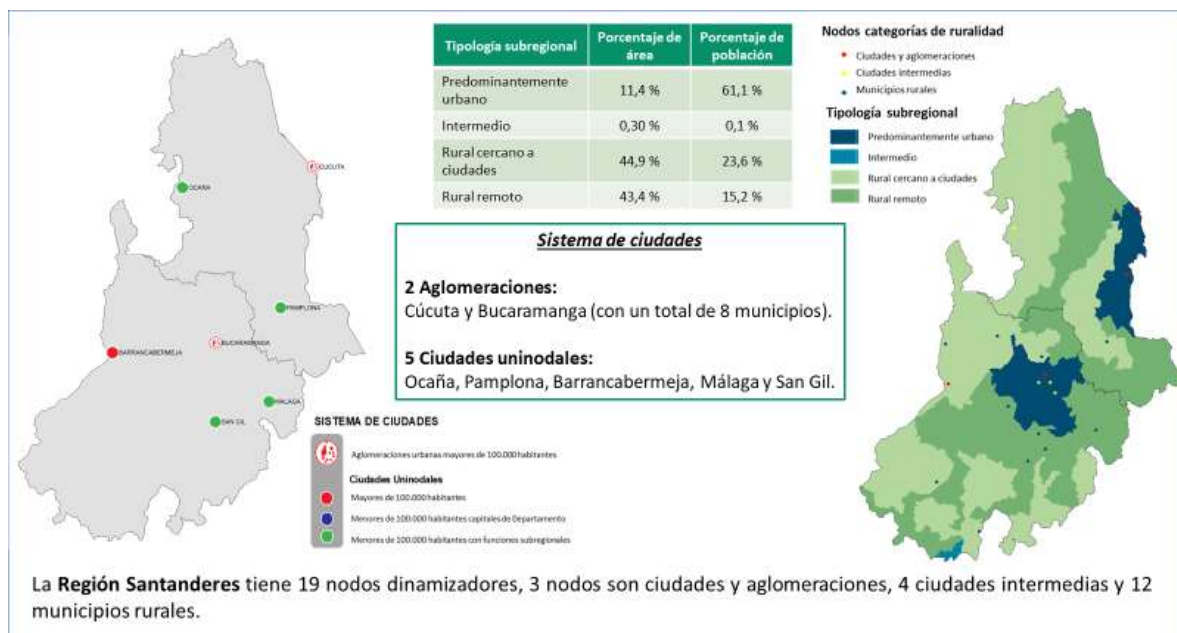 CUCUTA
OCAÑA
PAMPLONA
BUCARAMANGA
BARRANCABERMEJA
MALAGA
SAN GIL
Tipología subregional Porcentaje de área Porcentaje de población
Predominantemente urbano 11,4 % 61,1 %
Intermedio 0,30 % 0,1 %
Rural cercano a ciudades 44,9 % 23,6 %
Rural remoto 43,4 % 15,2 %
Sistema de ciudades
2 Aglomeraciones:
Cúcuta y Bucaramanga (con un total de 8 municipios).
5 Ciudades uninodales:
Ocaña, Pamplona, Barrancabermeja, Málaga y San Gil.
SISTEMA DE CIUDADES
Aglomeraciones urbanas mayores de 100.000 habitantes
Ciudades Uninodales
Mayores de 100.000 habitantes
Menores de 100.000 habitantes capitales de Departamento
Menores de 100.000 habitantes con funciones subregionales
Nodos categorías de ruralidad
Ciudades y aglomeraciones
Ciudades intermedias
Municipios rurales
Tipología subregional
Predominantemente urbano
Intermedio
Rural cercano a ciudades
Rural remoto
La Región Santanderes tiene 19 nodos dinamizadores, 3 nodos son ciudades y aglomeraciones, 4 ciudades intermedias y 12
municipios rurales.